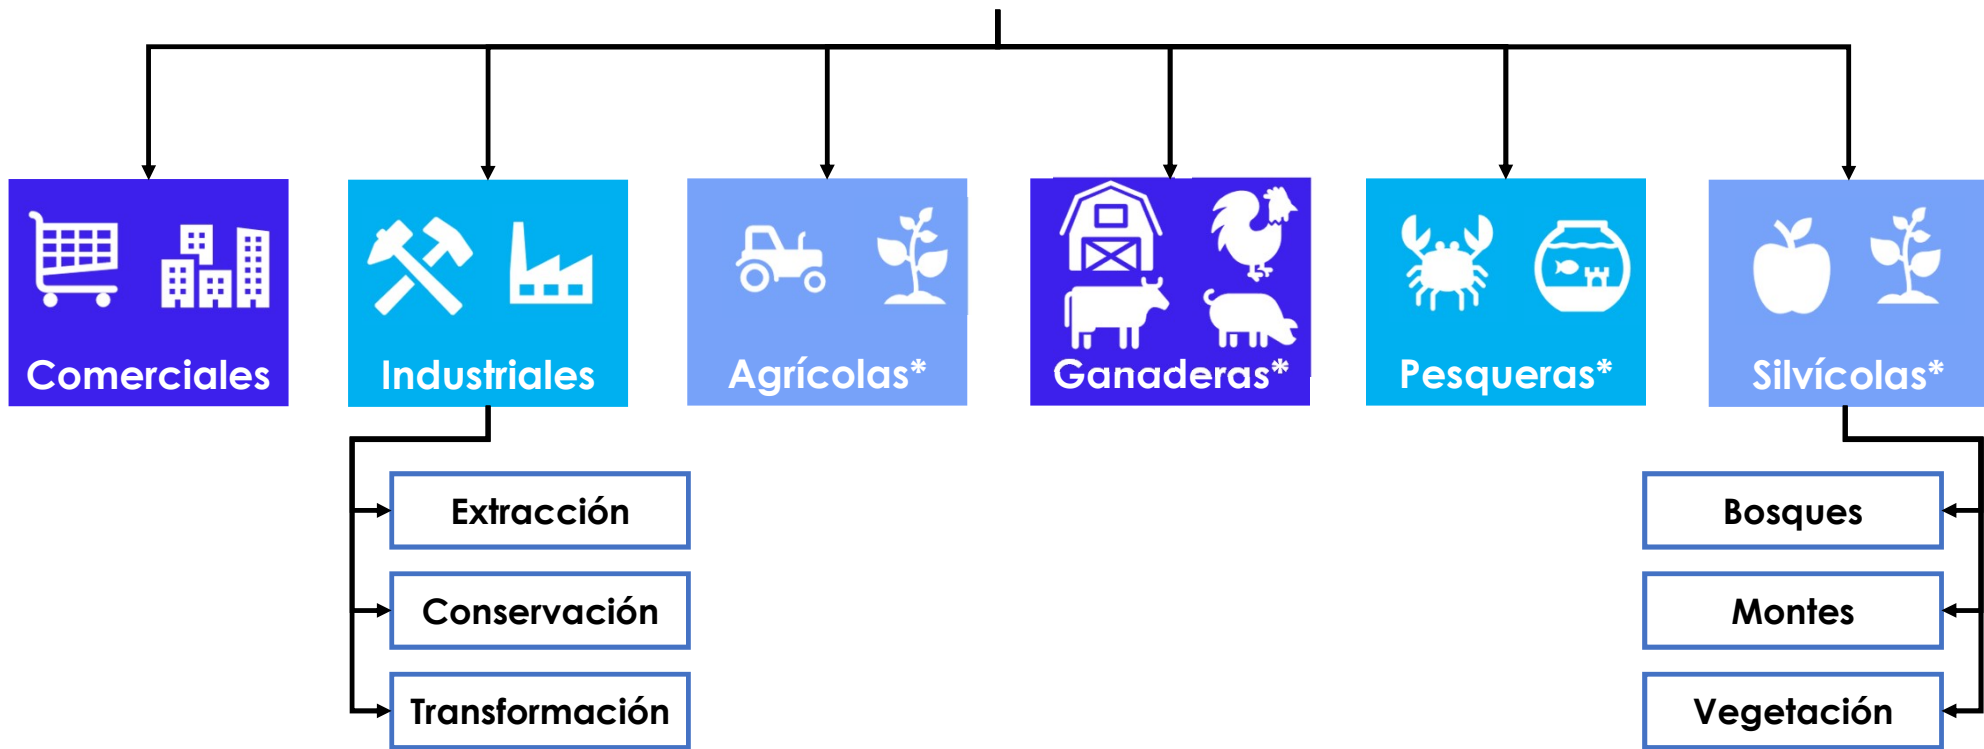 Comerciales
Industriales
Agrícolas*
Ganaderas*
Pesqueras*
Silvícolas*
Extracción
Conservación
Transformación
Bosques
Montes
Vegetación